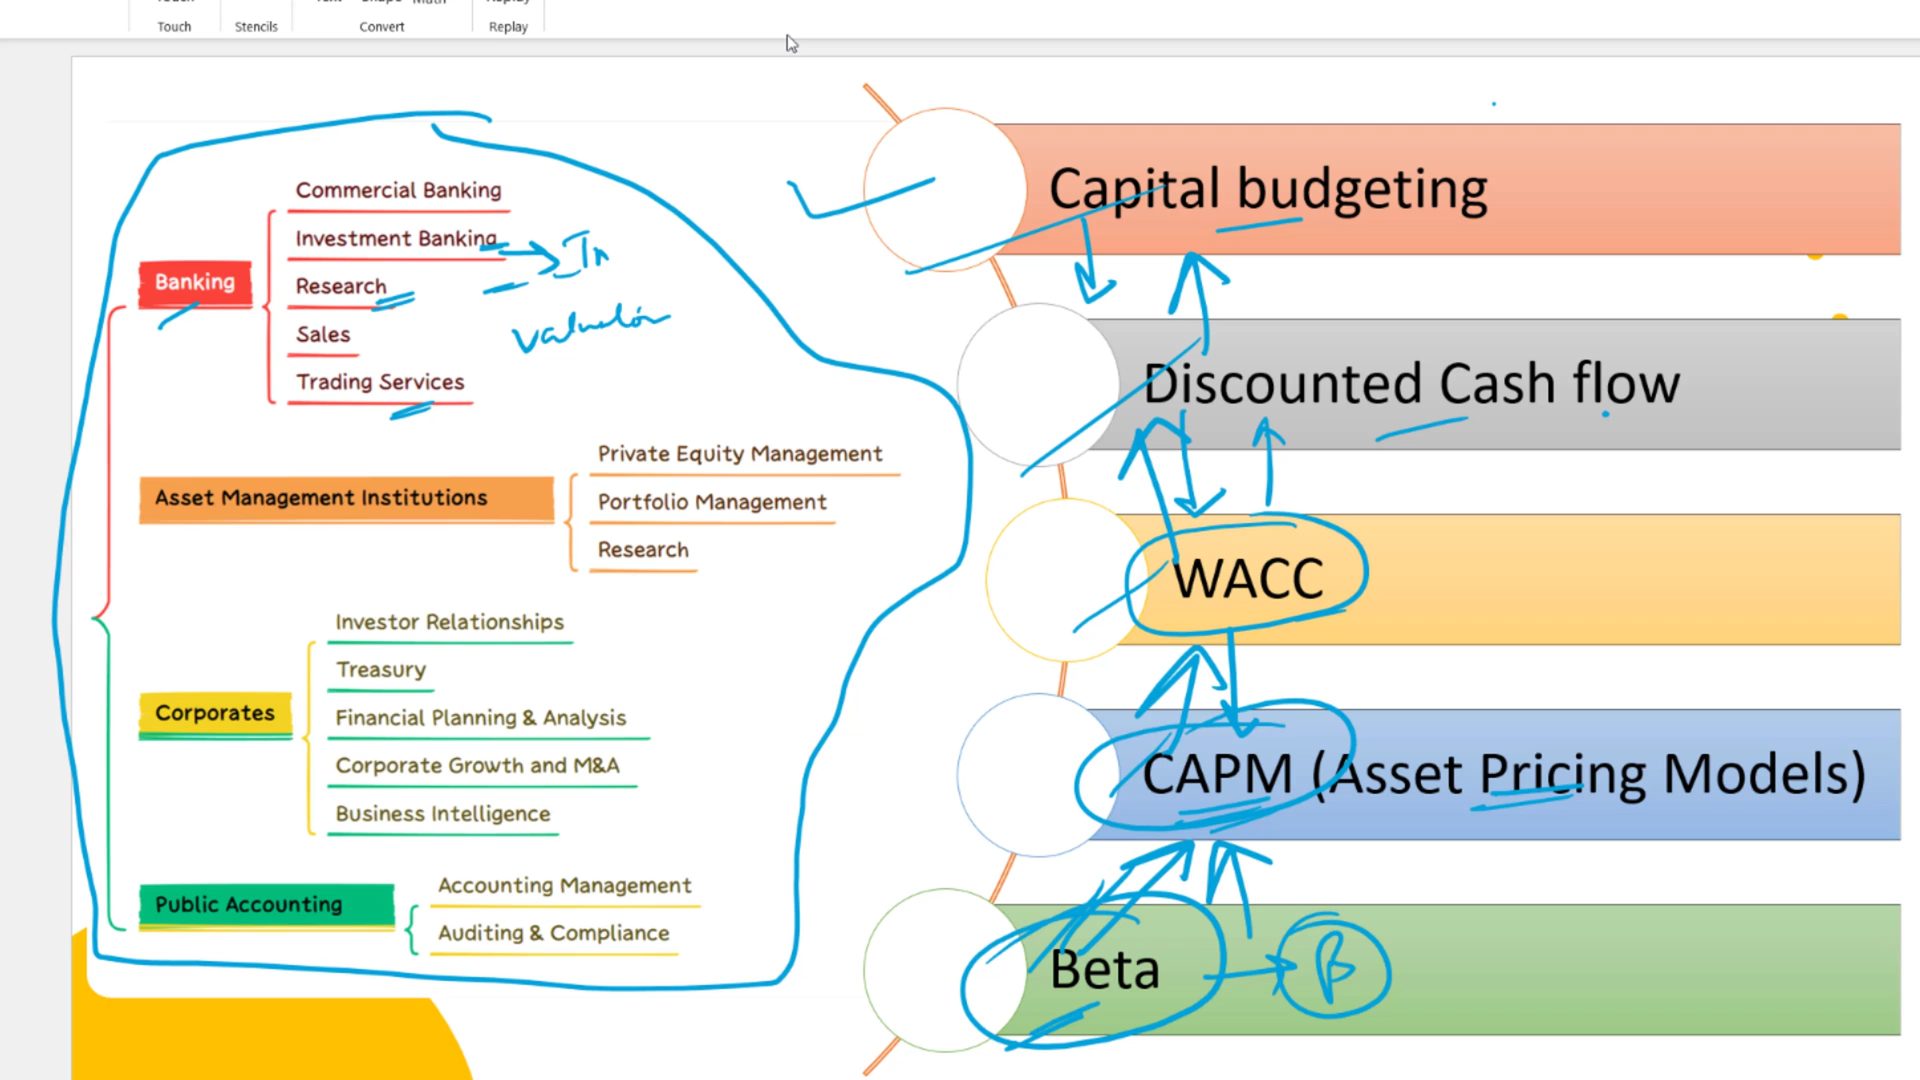 Touch
Stencils
Convert
Replay
Commercial Banking
Investment Banking
Research
Sales
Trading Services
Banking
In
Valuation
Private Equity Management
Portfolio Management
Research
Asset Management Institutions
Investor Relationships
Treasury
Financial Planning & Analysis
Corporate Growth and M&A
Business Intelligence
Corporates
Accounting Management
Auditing & Compliance
Public Accounting
Capital budgeting
Discounted Cash flow
WACC
CAPM (Asset Pricing Models)
Beta
β